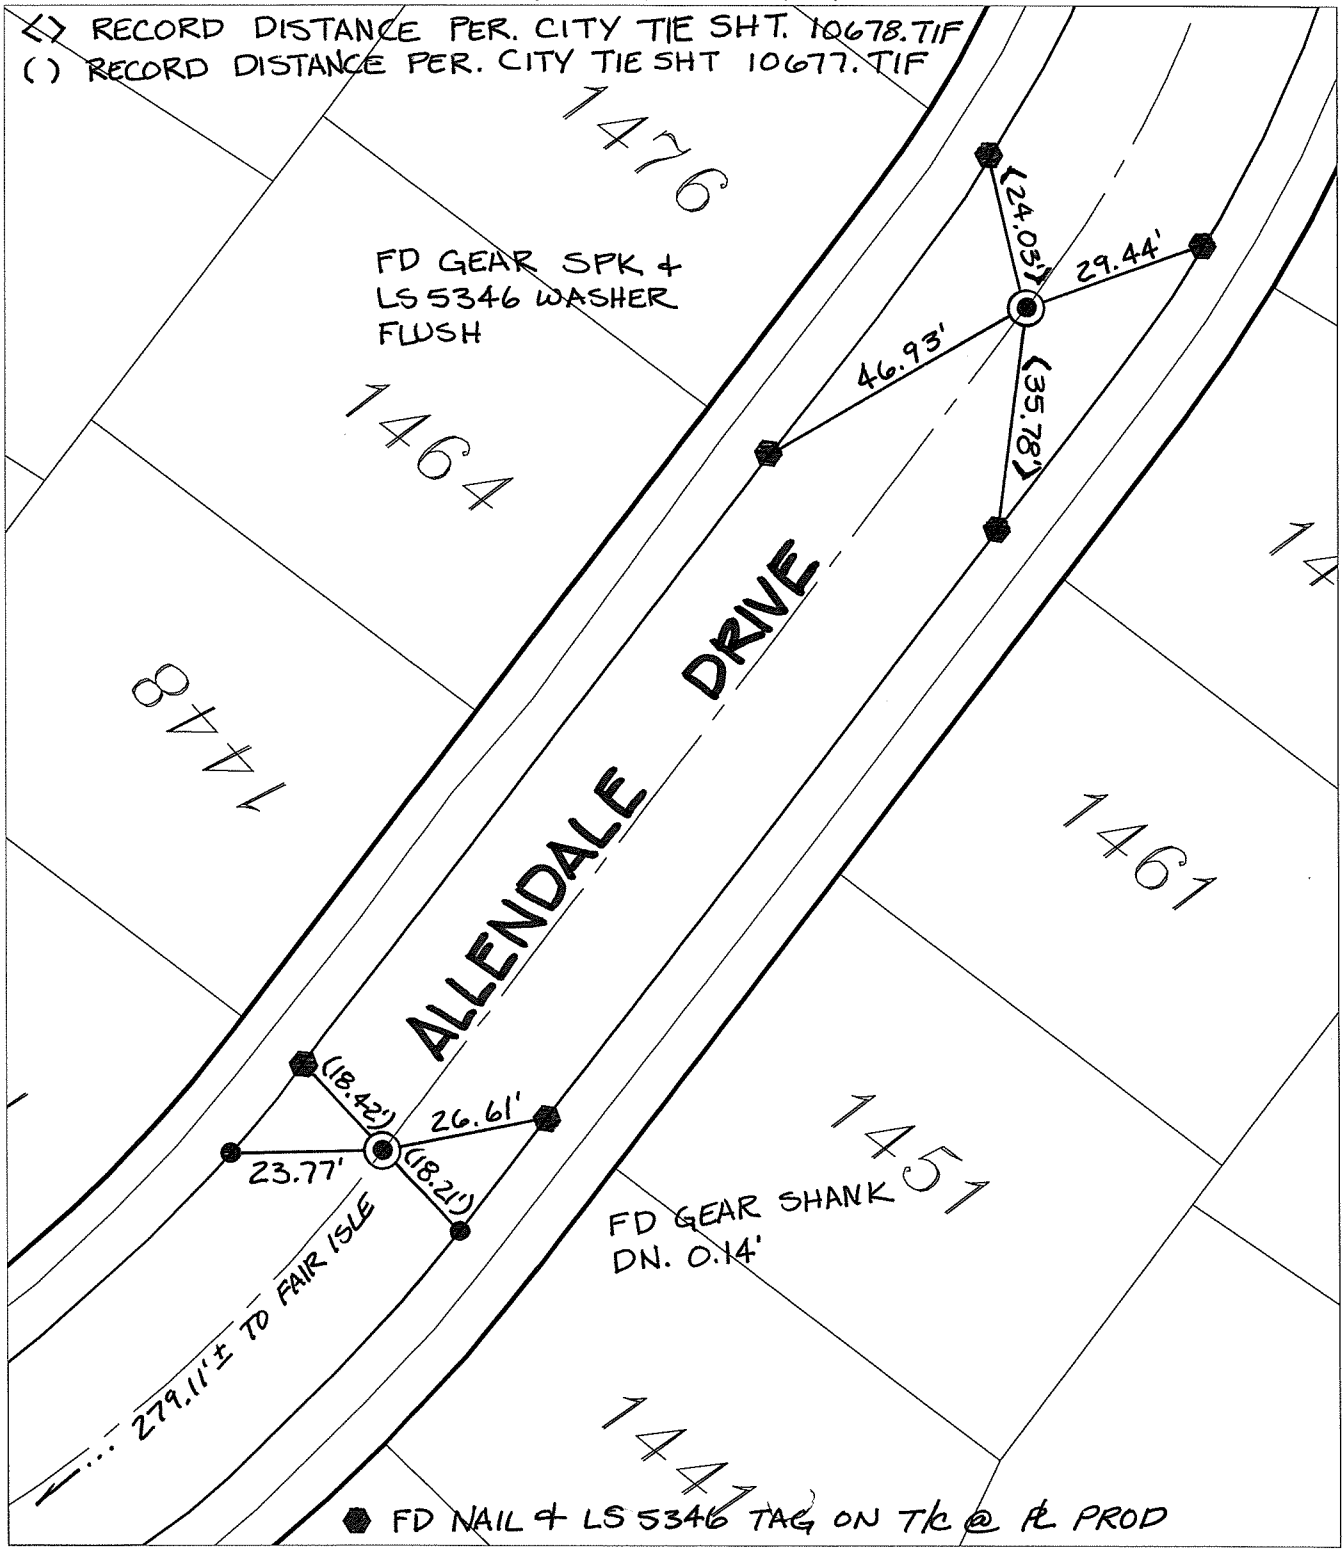 <> RECORD DISTANCE PER. CITY TIE SHT. 10678.TIF
() RECORD DISTANCE PER. CITY TIE SHT 10677.TIF
1476
FD GEAR SPK &
LS 5346 WASHER
FLUSH
<24.03'>
29.44'
46.93'
<35.78'>
1464
14
DRIVE
1448
1461
ALLENDALE
(18.42')
26.61'
23.77'
(18.21')
1451
FD GEAR SHANK
DN. 0.14'
279.11' ± TO FAIR ISLE
1441
FD NAIL & LS 5346 TAG ON T/C @ PL PROD